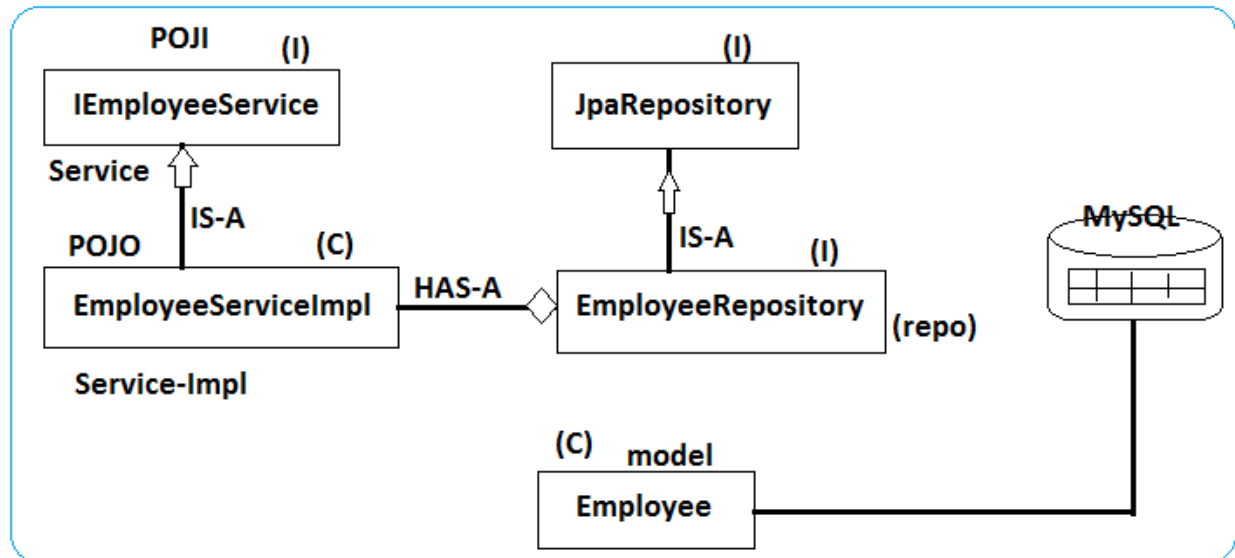 POJI
(I)
IEmployeeService
Service
IS-A
POJO
(C)
EmployeeServiceImpl
Service-Impl
HAS-A
(I)
JpaRepository
IS-A
(I)
EmployeeRepository
(repo)
MySQL
(C)
model
Employee